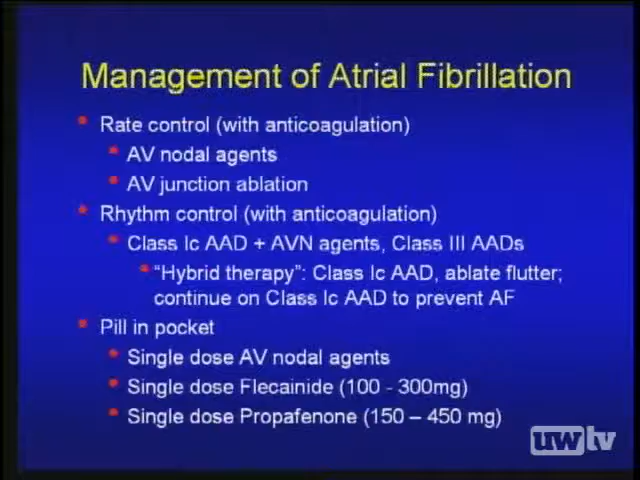 Management of Atrial Fibrillation
Rate control (with anticoagulation)
AV nodal agents
AV junction ablation
Rhythm control (with anticoagulation)
Class Ic AAD + AVN agents, Class III AADs
"Hybrid therapy": Class Ic AAD, ablate flutter;
continue on Class Ic AAD to prevent AF
Pill in pocket
Single dose AV nodal agents
Single dose Flecainide (100 - 300mg)
Single dose Propafenone (150 – 450 mg)
uwtv